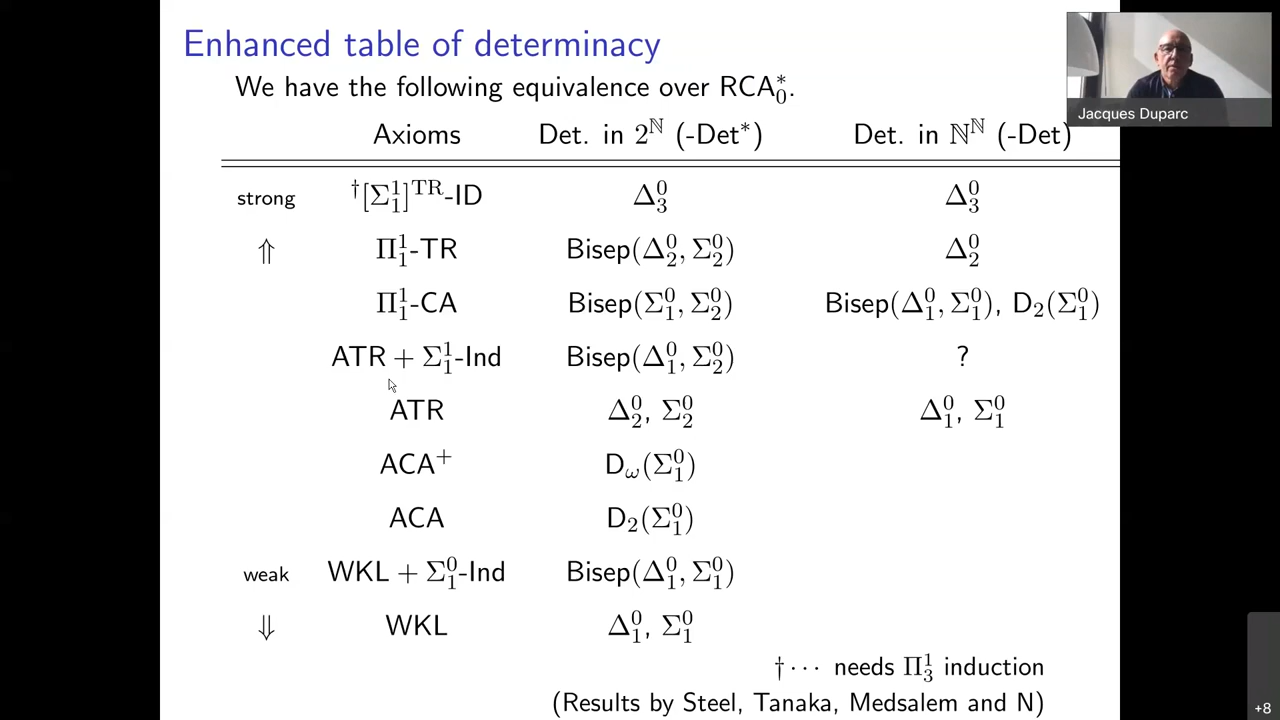 Enhanced table of determinacy
We have the following equivalence over RCA₀*.
Jacques Duparc
Axioms Det. in 2^ℕ (-Det*) Det. in ℕ^ℕ (-Det)
strong †[Σ¹₁]^TR-ID Δ⁰₃ Δ⁰₃
⇑ Π¹₁-TR Bisep(Δ⁰₂, Σ⁰₂) Δ⁰₂
Π¹₁-CA Bisep(Σ⁰₁, Σ⁰₂) Bisep(Δ⁰₁, Σ⁰₁), D₂(Σ⁰₁)
ATR + Σ¹₁-Ind Bisep(Δ⁰₁, Σ⁰₂) ?
ATR Δ⁰₂, Σ⁰₂ Δ⁰₁, Σ⁰₁
ACA⁺ D_ω(Σ⁰₁)
ACA D₂(Σ⁰₁)
weak WKL + Σ⁰₁-Ind Bisep(Δ⁰₁, Σ⁰₁)
⇓ WKL Δ⁰₁, Σ⁰₁
† ⋯ needs Π¹₃ induction
(Results by Steel, Tanaka, Medsalem and N)
+8